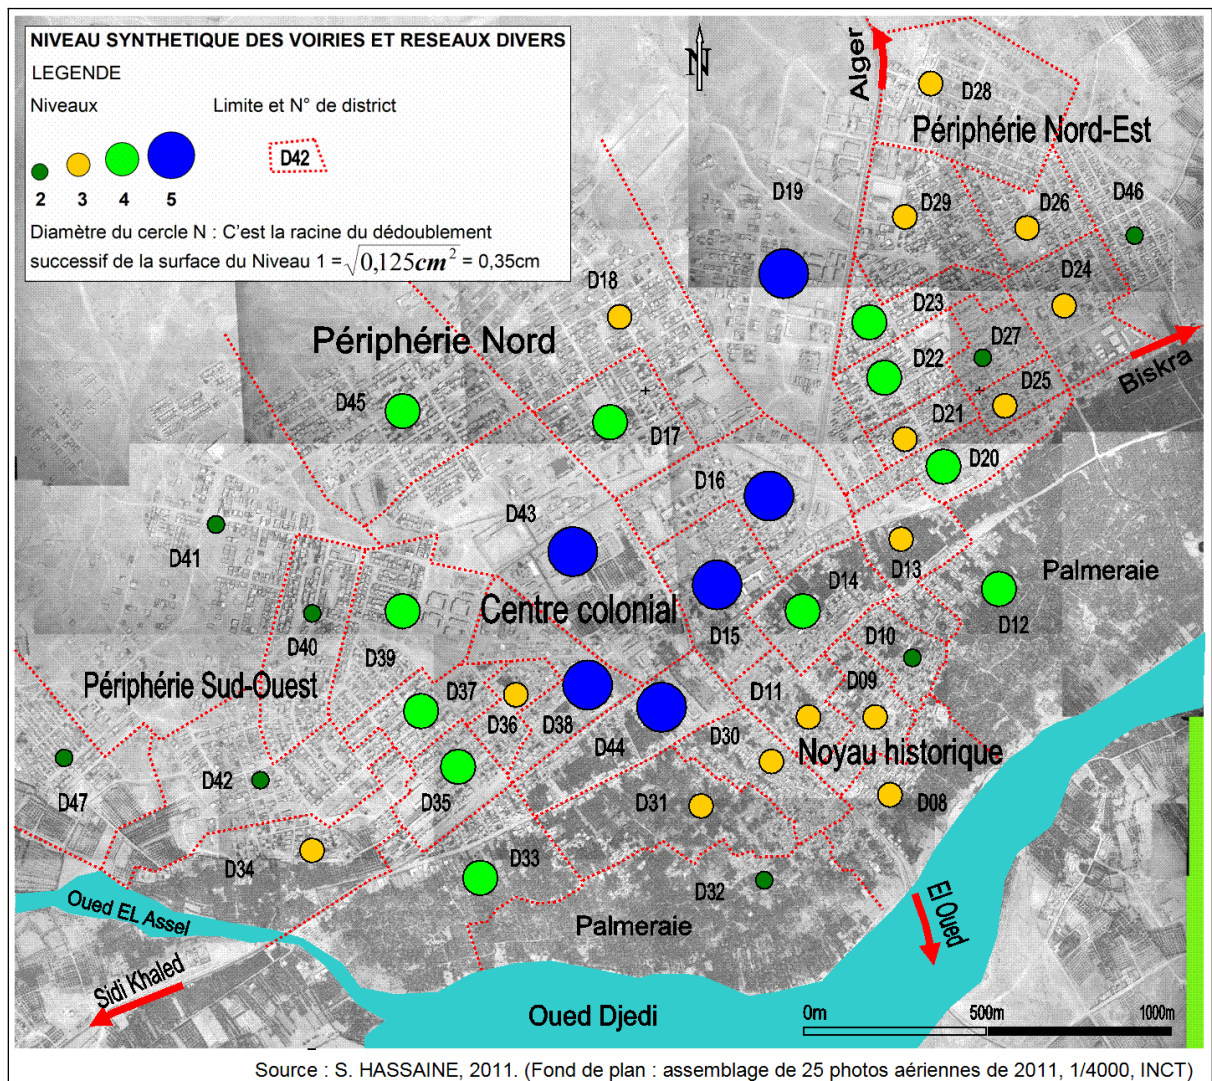 NIVEAU SYNTHETIQUE DES VOIRIES ET RESEAUX DIVERS
LEGENDE
Niveaux
Limite et N° de district
D42
2 3 4 5
Diamètre du cercle N : C'est la racine du dédoublement
successif de la surface du Niveau 1 = √0,125cm² = 0,35cm
N
Alger
D28
Périphérie Nord-Est
D19
D29
D26
D46
D24
D18
D23
Périphérie Nord
D27
D22
Biskra
D25
D45
D21
D17
D20
D16
D43
D41
D13
Palmeraie
D14
Centre colonial
D12
D15
D40
D10
D39
Périphérie Sud-Ouest
D37
D09
D11
D36
D38
D30
D44
Noyau historique
D47
D42
D35
D31
D08
D34
D33
D32
Oued EL Assel
Palmeraie
El Oued
Sidi Khaled
Oued Djedi
0m 500m 1000m
Source : S. HASSAINE, 2011. (Fond de plan : assemblage de 25 photos aériennes de 2011, 1/4000, INCT)